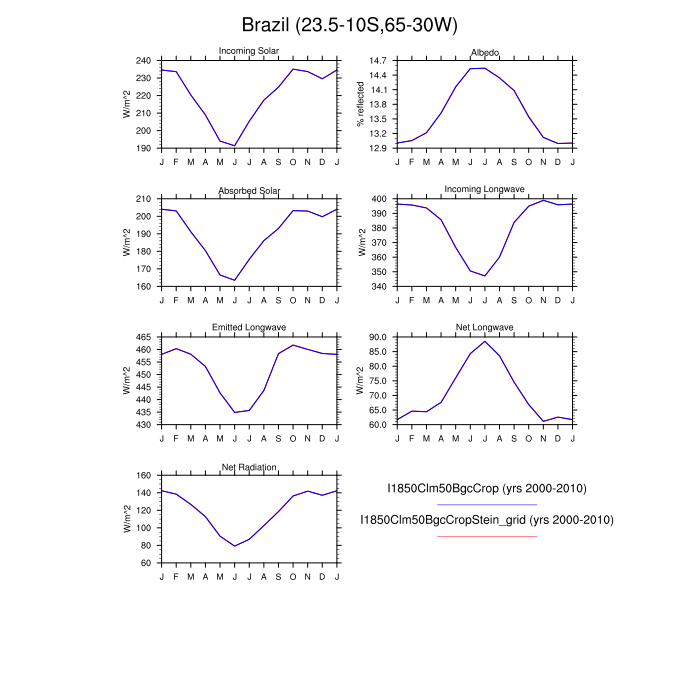 Brazil (23.5-10S,65-30W)
Incoming Solar
240
230
220
210
200
190
W/m^2
J F M A M J J A S O N D J
Albedo
14.7
14.4
14.1
13.8
13.5
13.2
12.9
% reflected
J F M A M J J A S O N D J
Absorbed Solar
210
200
190
180
170
160
W/m^2
J F M A M J J A S O N D J
Incoming Longwave
400
390
380
370
360
350
340
W/m^2
J F M A M J J A S O N D J
Emitted Longwave
465
460
455
450
445
440
435
430
W/m^2
J F M A M J J A S O N D J
Net Longwave
90.0
85.0
80.0
75.0
70.0
65.0
60.0
W/m^2
J F M A M J J A S O N D J
Net Radiation
160
140
120
100
80
60
W/m^2
J F M A M J J A S O N D J
I1850Clm50BgcCrop (yrs 2000-2010)
I1850Clm50BgcCropStein_grid (yrs 2000-2010)